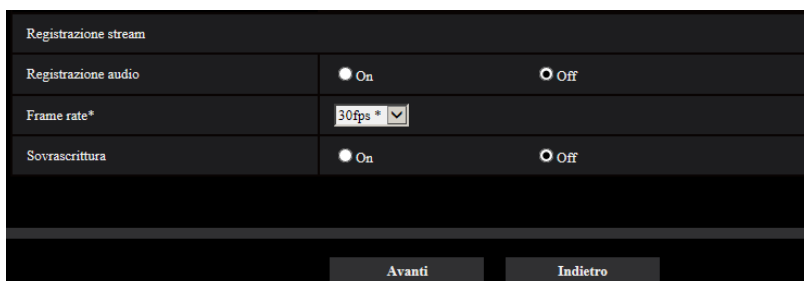 Registrazione stream
Registrazione audio On Off
Frame rate* 30fps *
Sovrascrittura On Off
Avanti Indietro